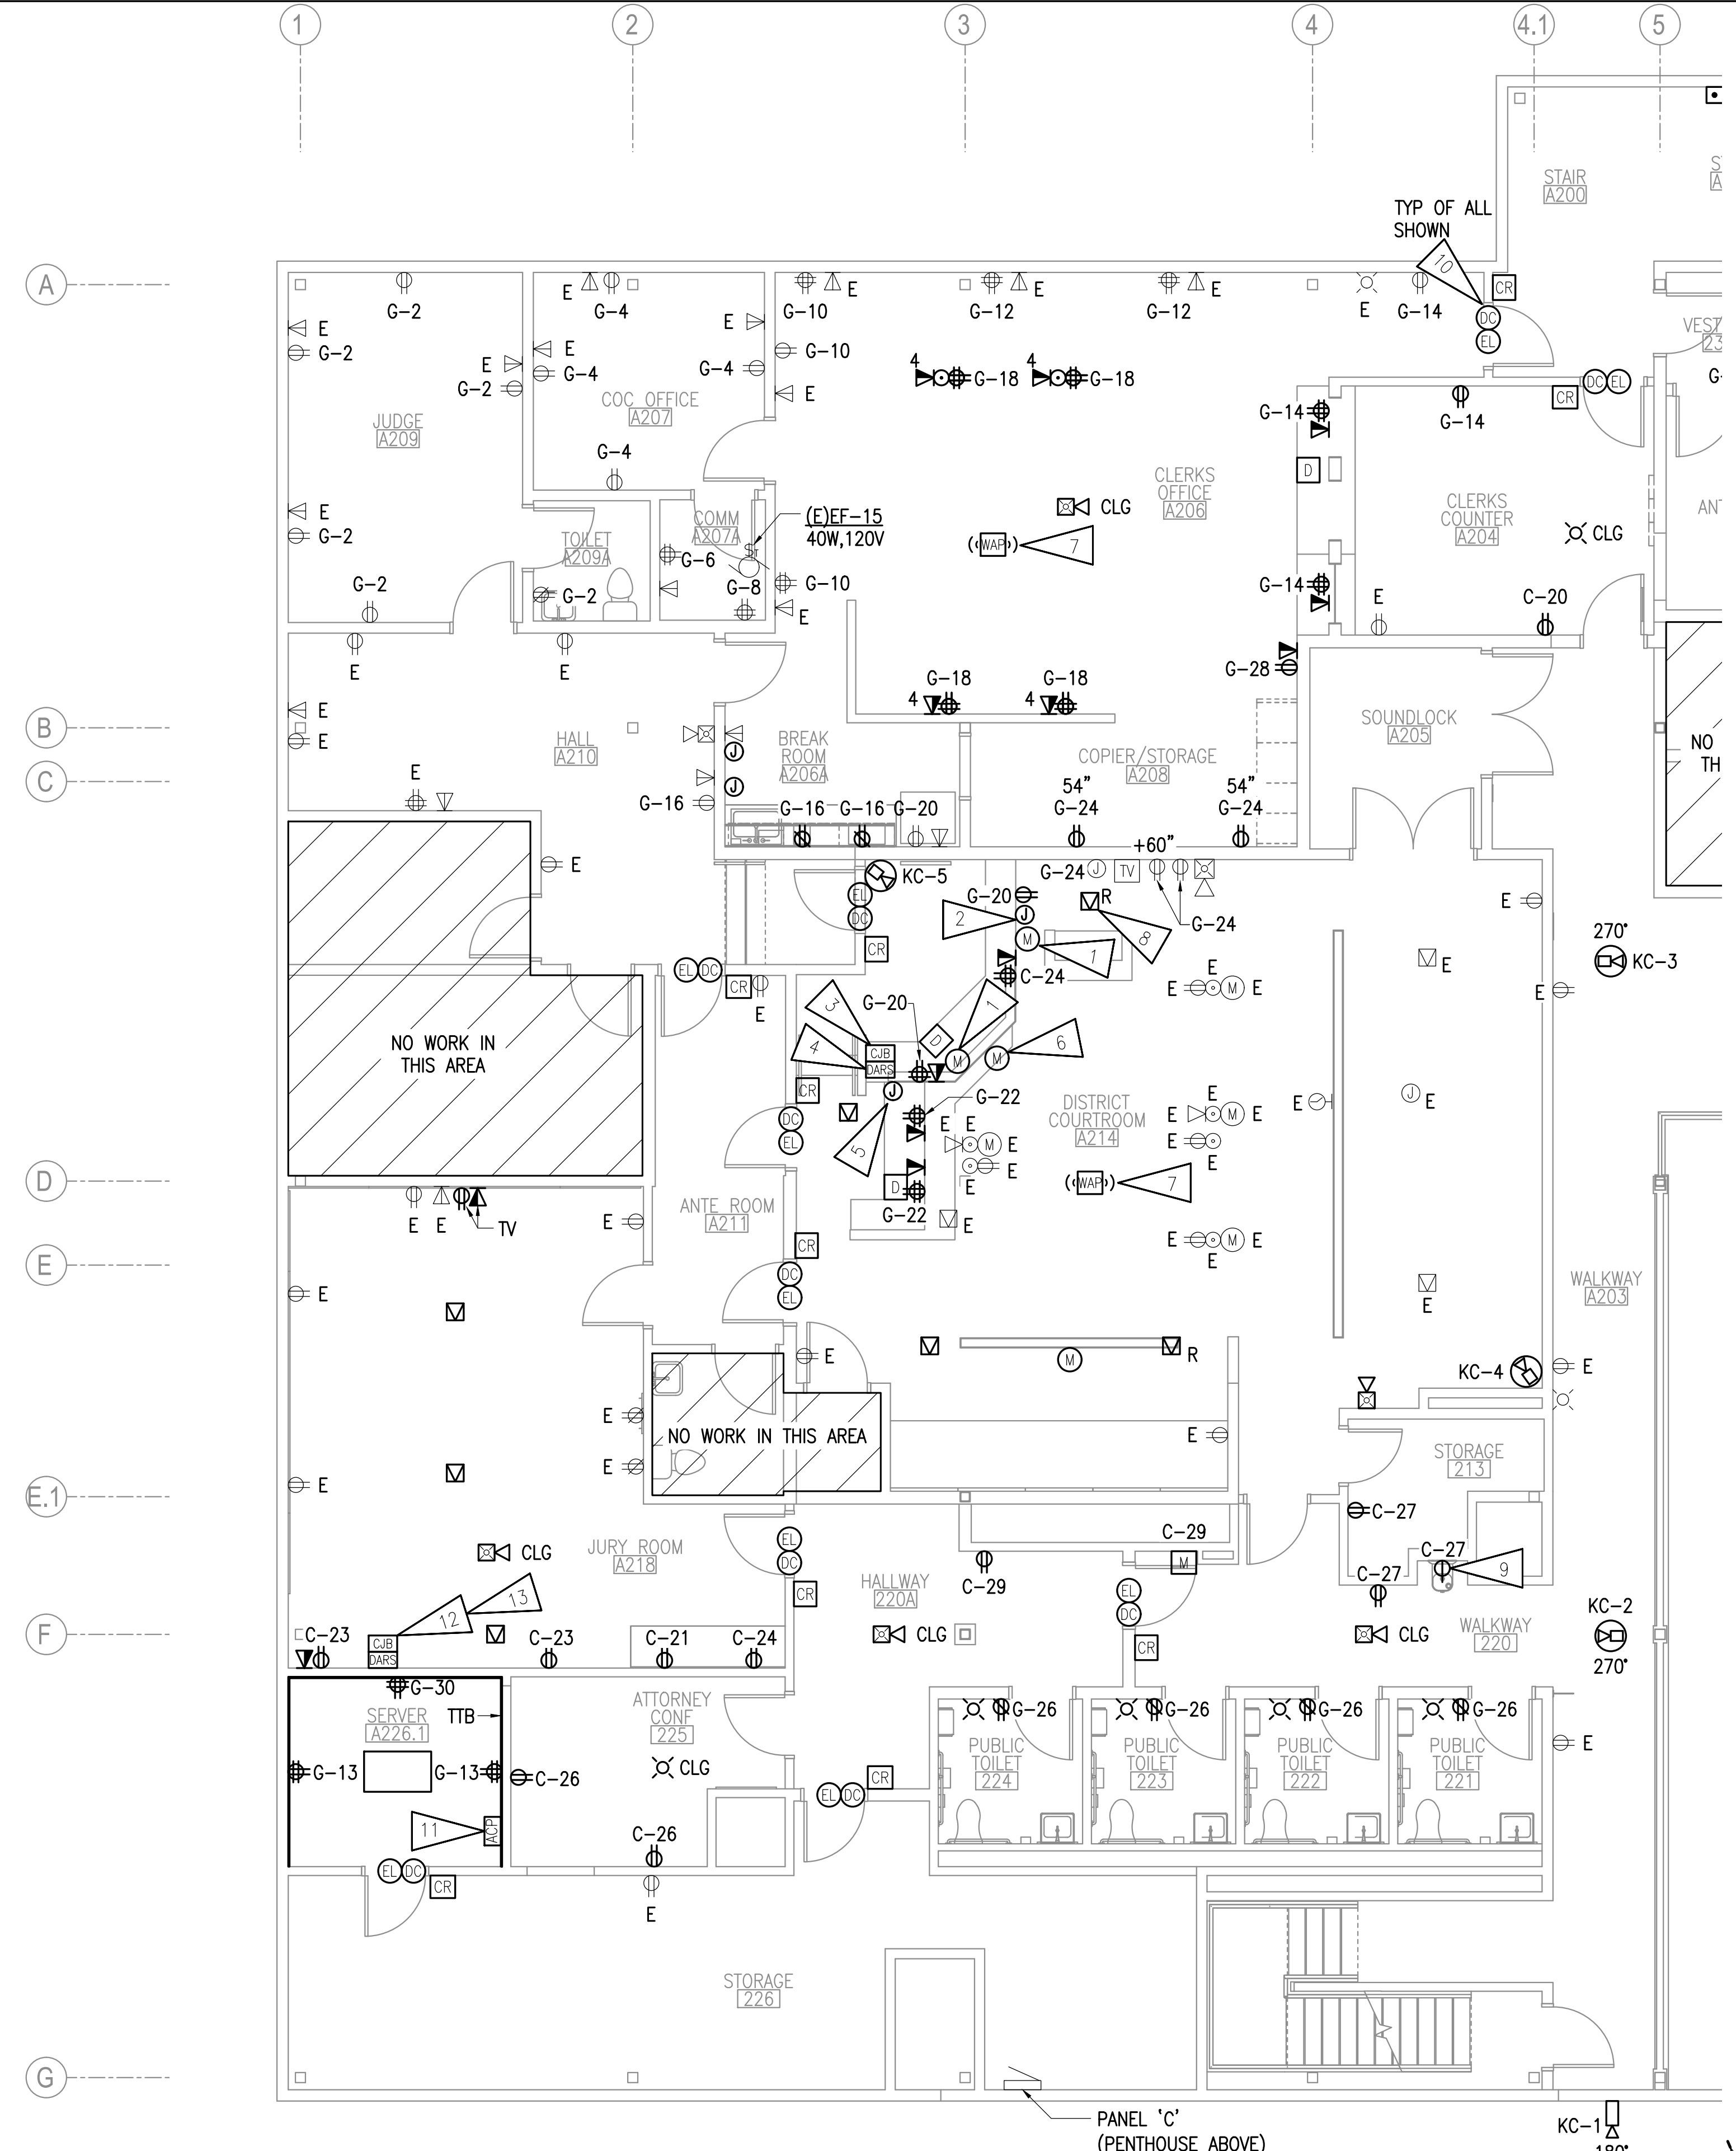 1
2
3
4
4.1
5
STAIR
A200
S
A
TYP OF ALL
SHOWN
10
CR
A
E
E
E
E
E
E
G-2
G-4
G-10
G-12
G-12
G-14
DC
EL
VEST
23
E
G-2
E
E
E
G-2
G-4
G-4
G-10
E
4
G-18
4
G-18
DC
EL
CR
G-
COC OFFICE
A207
JUDGE
A209
G-14
G-14
G-4
D
CLERKS
OFFICE
A206
CLERKS
COUNTER
A204
ANT
E
G-2
COMM
A207A
(E)EF-15
40W,120V
CLG
CLG
TOILET
A209A
WAP
7
G-6
G-2
G-2
G-8
G-10
E
G-14
E
C-20
E
E
G-28
G-18
G-18
4
4
E
E
B
HALL
A210
BREAK
ROOM
A206A
J
J
COPIER/STORAGE
A208
SOUNDLOCK
A205
NO
TH
C
E
G-16
G-16
G-16
G-20
54"
G-24
54"
G-24
+60"
E
KC-5
G-24
J
TV
EL
DC
G-20
J
2
M
R
8
G-24
1
E
CR
270°
KC-3
E
EL
DC
CR
E
C-24
E
E
M
E
E
3
G-20
1
4
CJB
DARS
D
M
M
6
NO WORK IN
THIS AREA
CR
J
G-22
DISTRICT
COURTROOM
A214
E
E
M
E
E
J
E
DC
EL
5
E
E
M
E
E
E
E
E
D
WAP
7
D
G-22
E
E
E
TV
E
ANTE ROOM
A211
CR
E
M
E
E
E
DC
EL
E
WALKWAY
A203
E
E
M
R
E
KC-4
E
E
NO WORK IN THIS AREA
E
E
STORAGE
213
E.1
E
C-27
C-29
M
C-27
9
CLG
JURY ROOM
A218
EL
DC
C-29
C-27
HALLWAY
220A
EL
DC
CR
12
13
KC-2
270°
F
C-23
CJB
DARS
C-23
C-21
C-24
CLG
CR
CLG
WALKWAY
220
G-30
SERVER
A226.1
TTB
ATTORNEY
CONF
225
G-26
G-26
G-26
G-26
PUBLIC
TOILET
224
PUBLIC
TOILET
223
PUBLIC
TOILET
222
PUBLIC
TOILET
221
E
G-13
G-13
C-26
CLG
CR
EL
DC
11
ACP
C-26
EL
DC
CR
E
STORAGE
226
G
PANEL 'C'
(PENTHOUSE ABOVE)
KC-1
180°